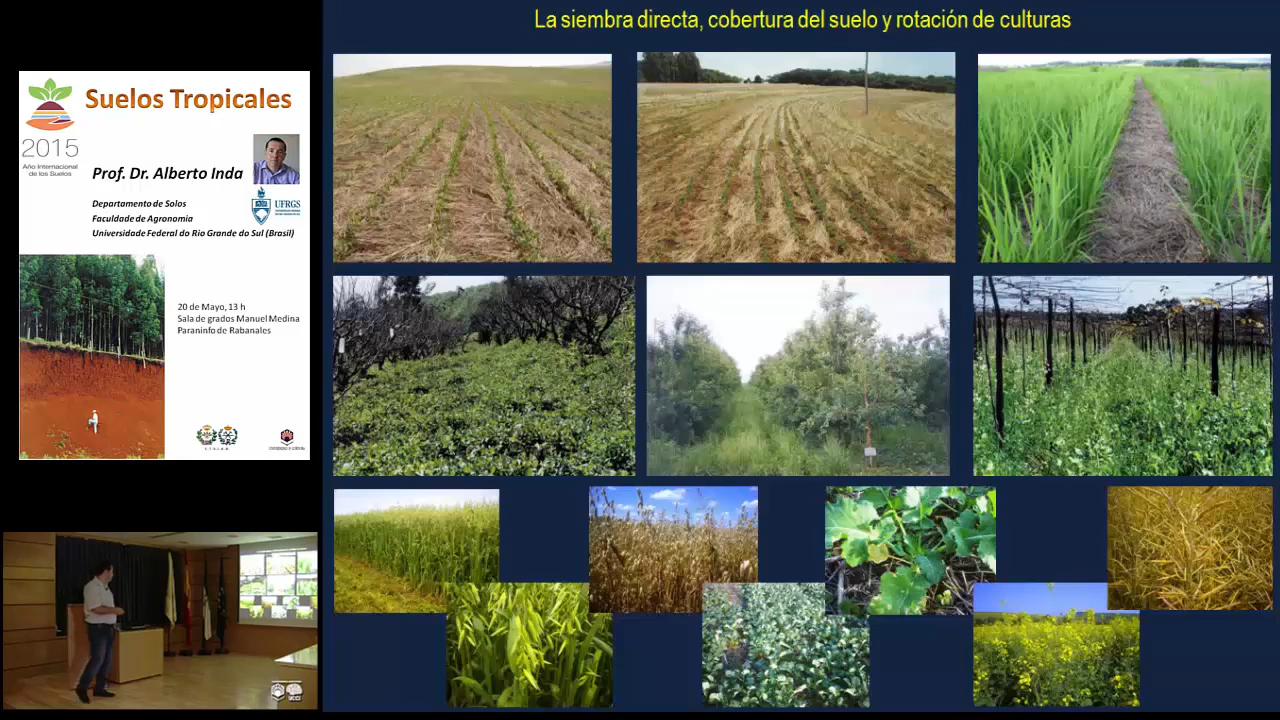 La siembra directa, cobertura del suelo y rotación de culturas
Suelos Tropicales
2015
Año Internacional
de los Suelos
Prof. Dr. Alberto Inda
UFRGS
Departamento de Solos
Faculdade de Agronomia
Universidade Federal do Rio Grande do Sul (Brasil)
20 de Mayo, 13 h
Sala de grados Manuel Medina
Paraninfo de Rabanales